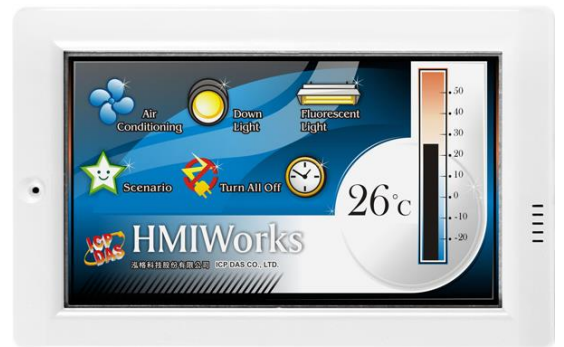 Air
Conditioning
Down
Light
Fluorescent
Light
Scenario
Turn All Off
50
40
30
20
10
0
-10
-20
26°c
ICP
DAS
HMIWorks
泓格科技股份有限公司 ICP DAS CO., LTD.